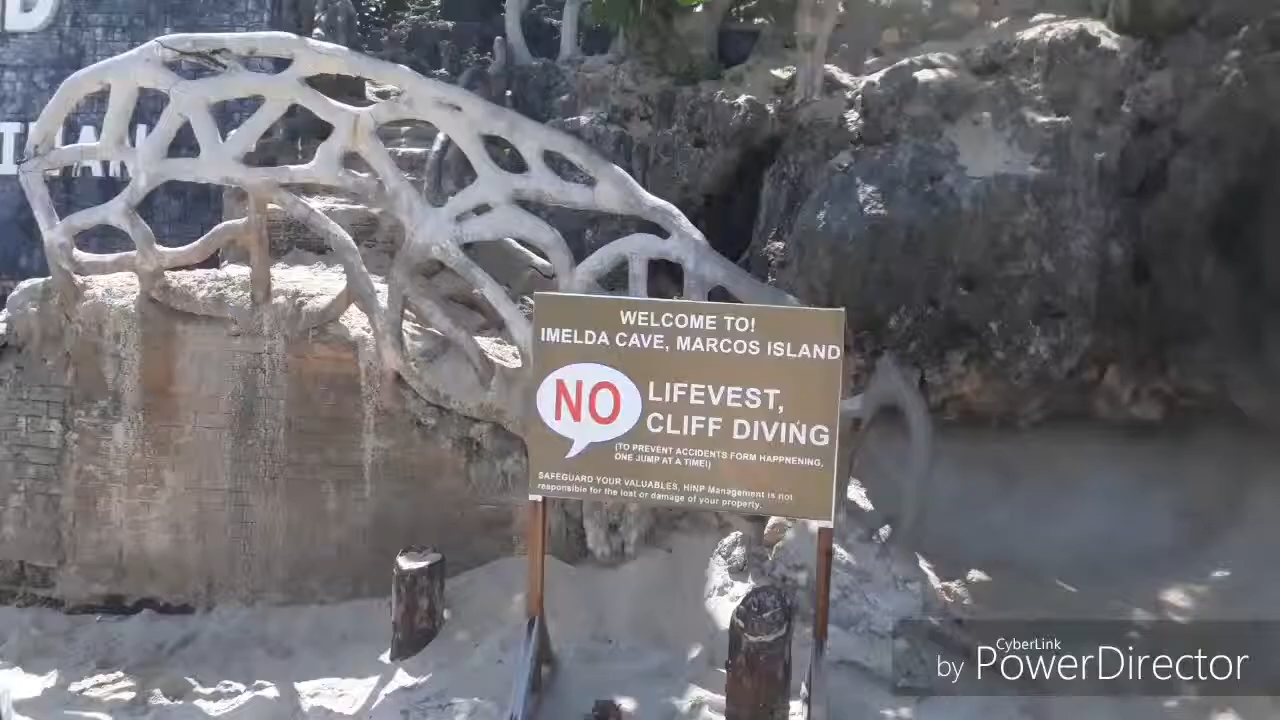 WELCOME TO!
IMELDA CAVE, MARCOS ISLAND
NO LIFEVEST,
CLIFF DIVING
(TO PREVENT ACCIDENTS FORM HAPPNENING,
ONE JUMP AT A TIME!)
SAFEGUARD YOUR VALUABLES, HINP Management is not
responsible for the lost or damage of your property.
CyberLink
by PowerDirector